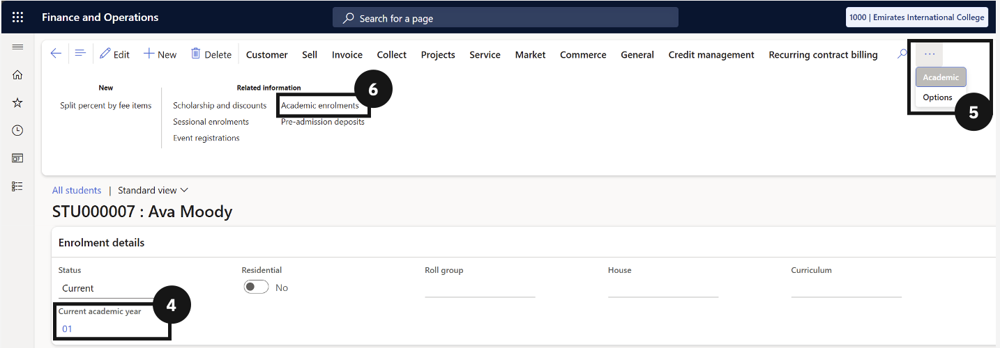 Finance and Operations
Search for a page
1000 | Emirates International College
Edit New Delete Customer Sell Invoice Collect Projects Service Market Commerce General Credit management Recurring contract billing ...
Academic
Options
5
New
Split percent by fee items
Related information
6
Scholarship and discounts Academic enrolments
Sessional enrolments Pre-admission deposits
Event registrations
All students | Standard view
STU000007 : Ava Moody
Enrolment details
Status Residential Roll group House Curriculum
Current No
Current academic year
4
01